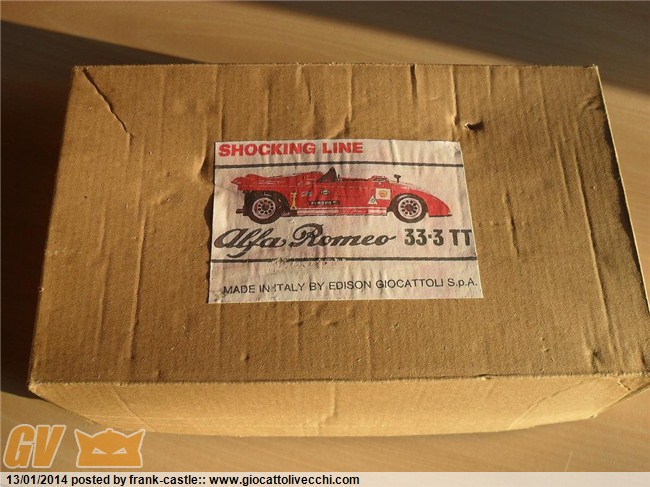 SHOCKING LINE
Alfa Romeo 33·3 TT
MADE IN ITALY BY EDISON GIOCATTOLI S.p.A.
GV
13/01/2014 posted by frank-castle:: www.giocattolivecchi.com